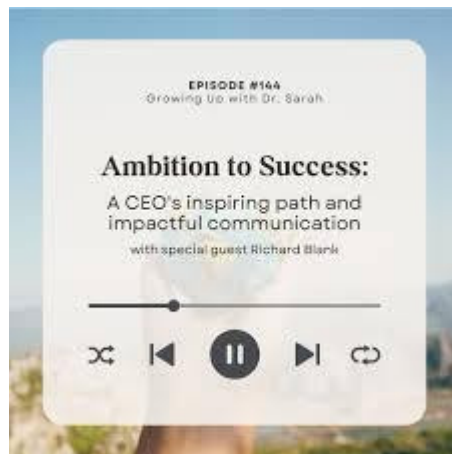 EPISODE #144
Growing Up with Dr. Sarah
Ambition to Success:
A CEO's inspiring path and
impactful communication
with special guest Richard Blank